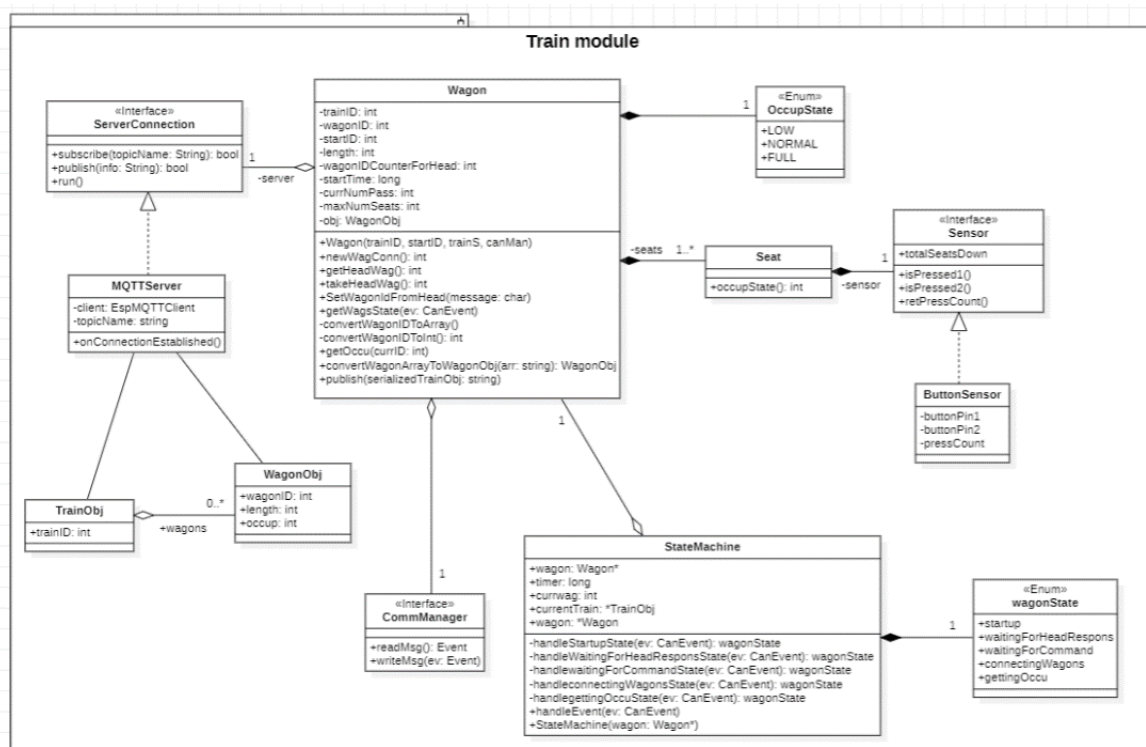 Train module
«Interface»
ServerConnection
+subscribe(topicName: String): bool
+publish(info: String): bool
+run()
1
-server
Wagon
-trainID: int
-wagonID: int
-startID: int
-length: int
-wagonIDCounterForHead: int
-startTime: long
-currNumPass: int
-maxNumSeats: int
-obj: WagonObj
+Wagon(trainID, startID, trainS, canMan)
+newWagConn(): int
+getHeadWag(): int
+takeHeadWag(): int
+SetWagonIdFromHead(message: char)
+getWagsState(ev: CanEvent)
-convertWagonIDToArray()
-convertWagonIDToInt(): int
+getOccu(currID: int)
+convertWagonArrayToWagonObj(arr: string): WagonObj
+publish(serializedTrainObj: string)
1
«Enum»
OccupState
+LOW
+NORMAL
+FULL
-seats 1..*
Seat
+occupState(): int
1
-sensor
«Interface»
Sensor
+totalSeatsDown
+isPressed1()
+isPressed2()
+retPressCount()
MQTTServer
-client: EspMQTTClient
-topicName: string
+onConnectionEstablished()
ButtonSensor
-buttonPin1
-buttonPin2
-pressCount
TrainObj
+trainID: int
0..*
+wagons
WagonObj
+wagonID: int
+length: int
+occup: int
1
«Interface»
CommManager
+readMsg(): Event
+writeMsg(ev: Event)
1
StateMachine
+wagon: Wagon*
+timer: long
+currwag: int
+currentTrain: *TrainObj
+wagon: *Wagon
-handleStartupState(ev: CanEvent): wagonState
-handleWaitingForHeadResponsState(ev: CanEvent): wagonState
-handlewaitingForCommandState(ev: CanEvent): wagonState
-handleconnectingWagonsState(ev: CanEvent): wagonState
-handlegettingOccuState(ev: CanEvent): wagonState
+handleEvent(ev: CanEvent)
+StateMachine(wagon: Wagon*)
1
«Enum»
wagonState
+startup
+waitingForHeadRespons
+waitingForCommand
+connectingWagons
+gettingOccu